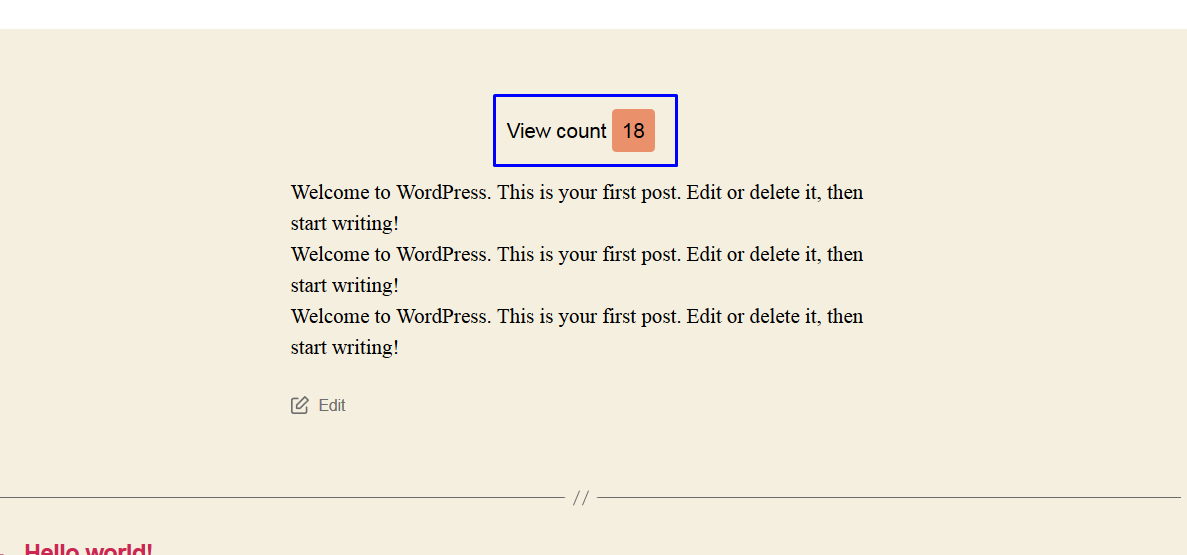 View count 18
Welcome to WordPress. This is your first post. Edit or delete it, then
start writing!
Welcome to WordPress. This is your first post. Edit or delete it, then
start writing!
Welcome to WordPress. This is your first post. Edit or delete it, then
start writing!
Edit
//
Hello world!